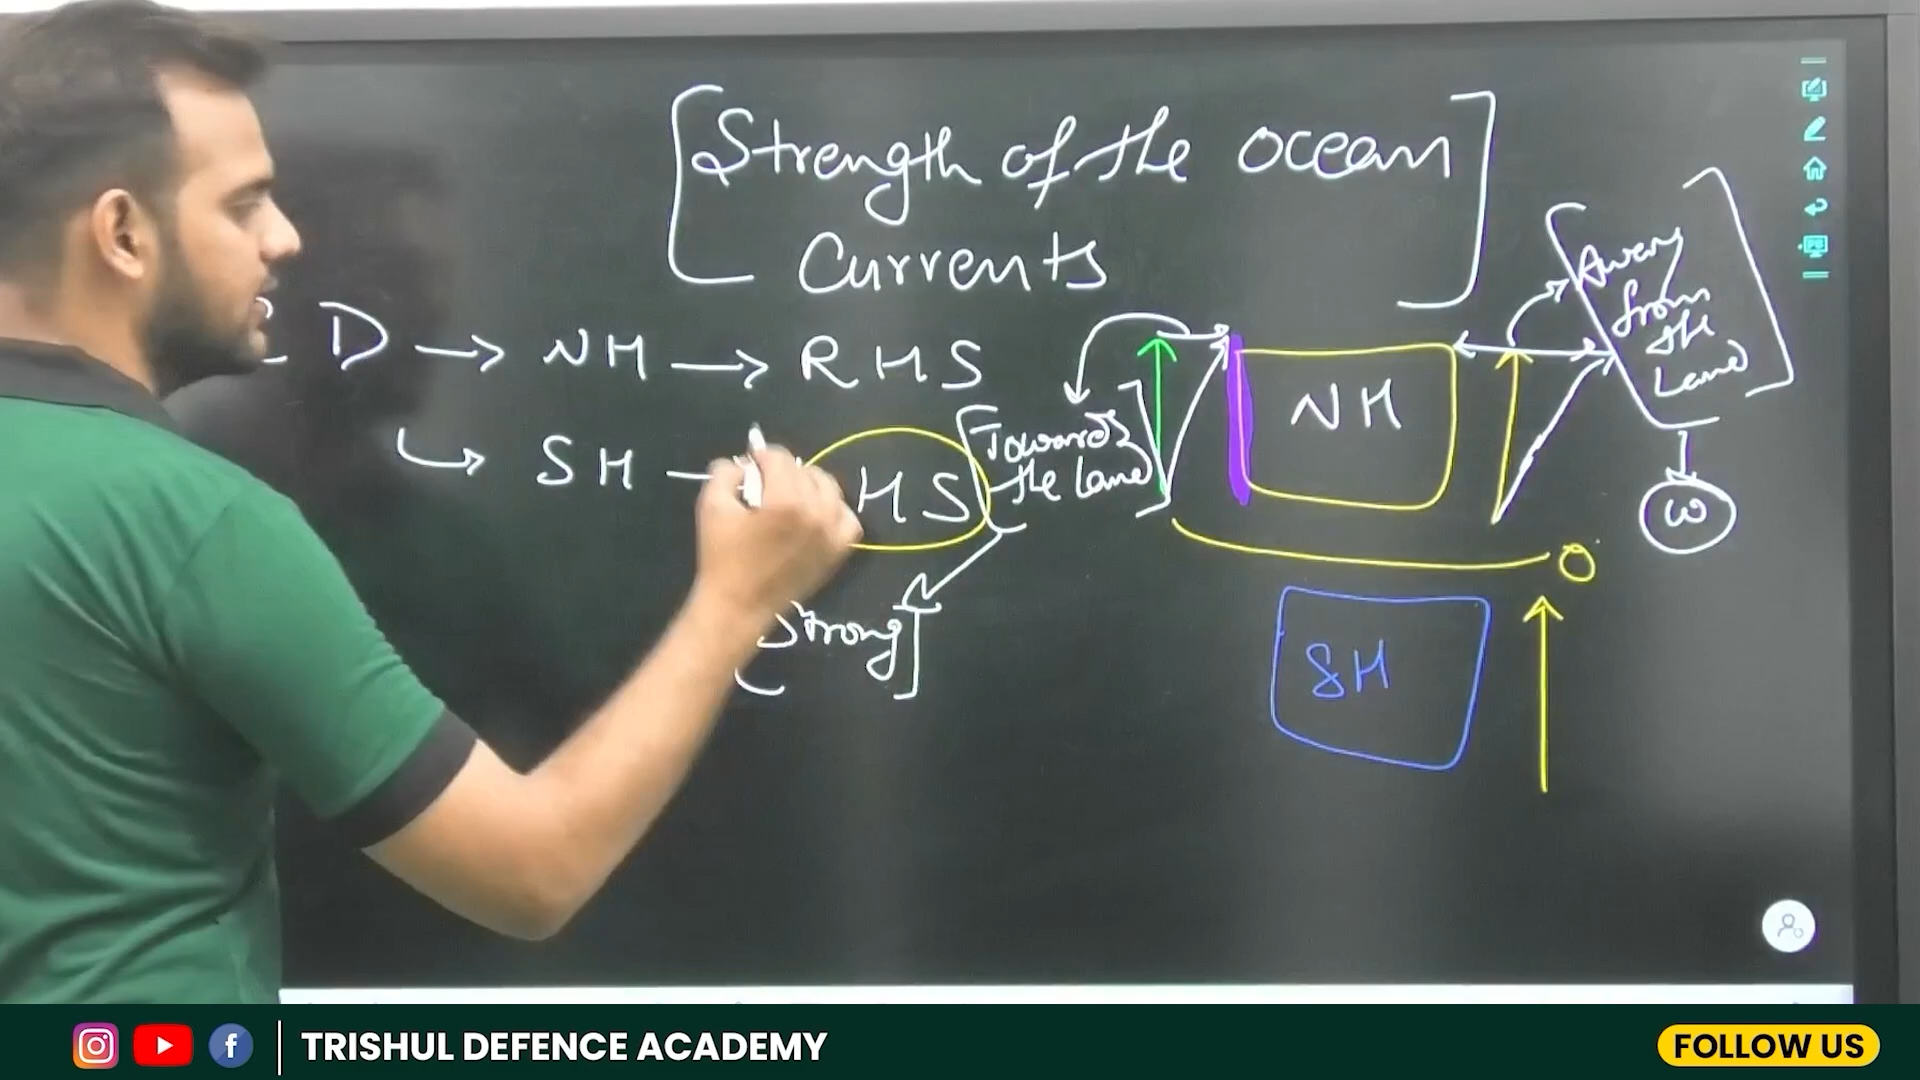 Strength of the ocean
Currents
D → NH → RHS
↳ SH → HS
Towards
the Land
Strong
NH
Away
from
the
Land
W
O
SH
TRISHUL DEFENCE ACADEMY
FOLLOW US